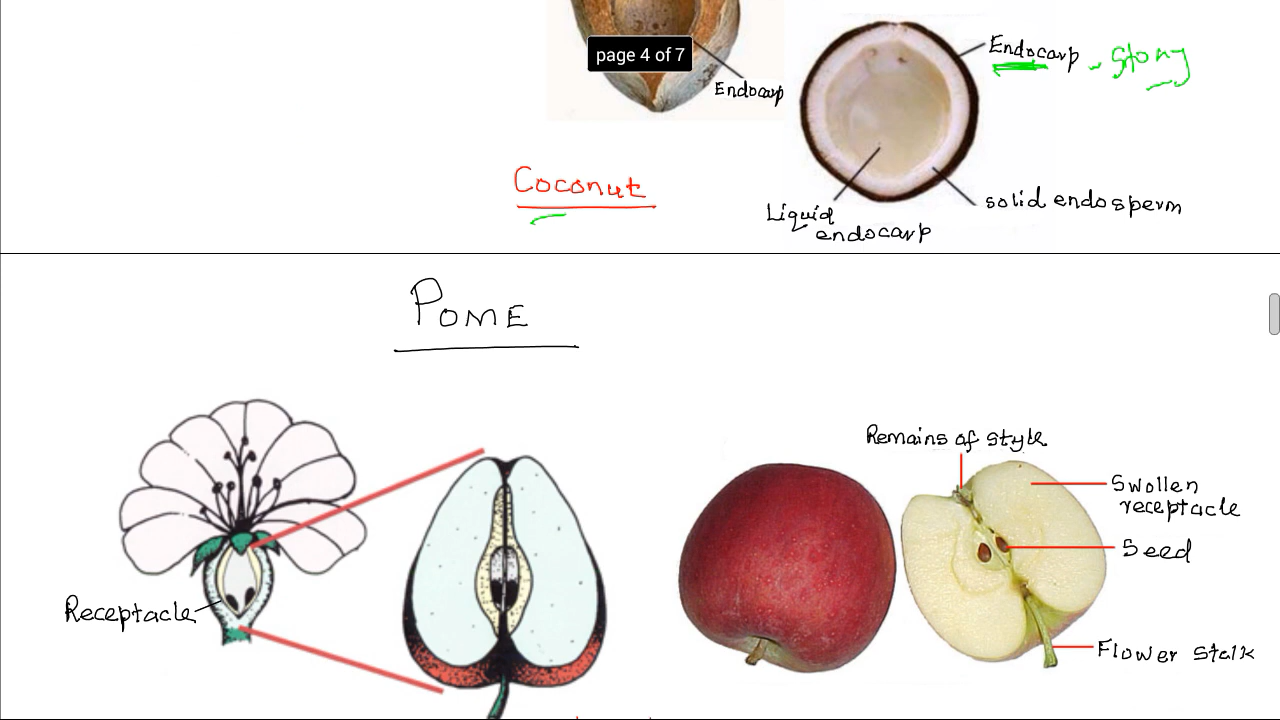 page 4 of 7
Endocarp
Endocarp - Stony
Coconut
Liquid
endocarp
solid endosperm
POME
Receptacle
Remains of style
Swollen
receptacle
Seed
Flower stalk